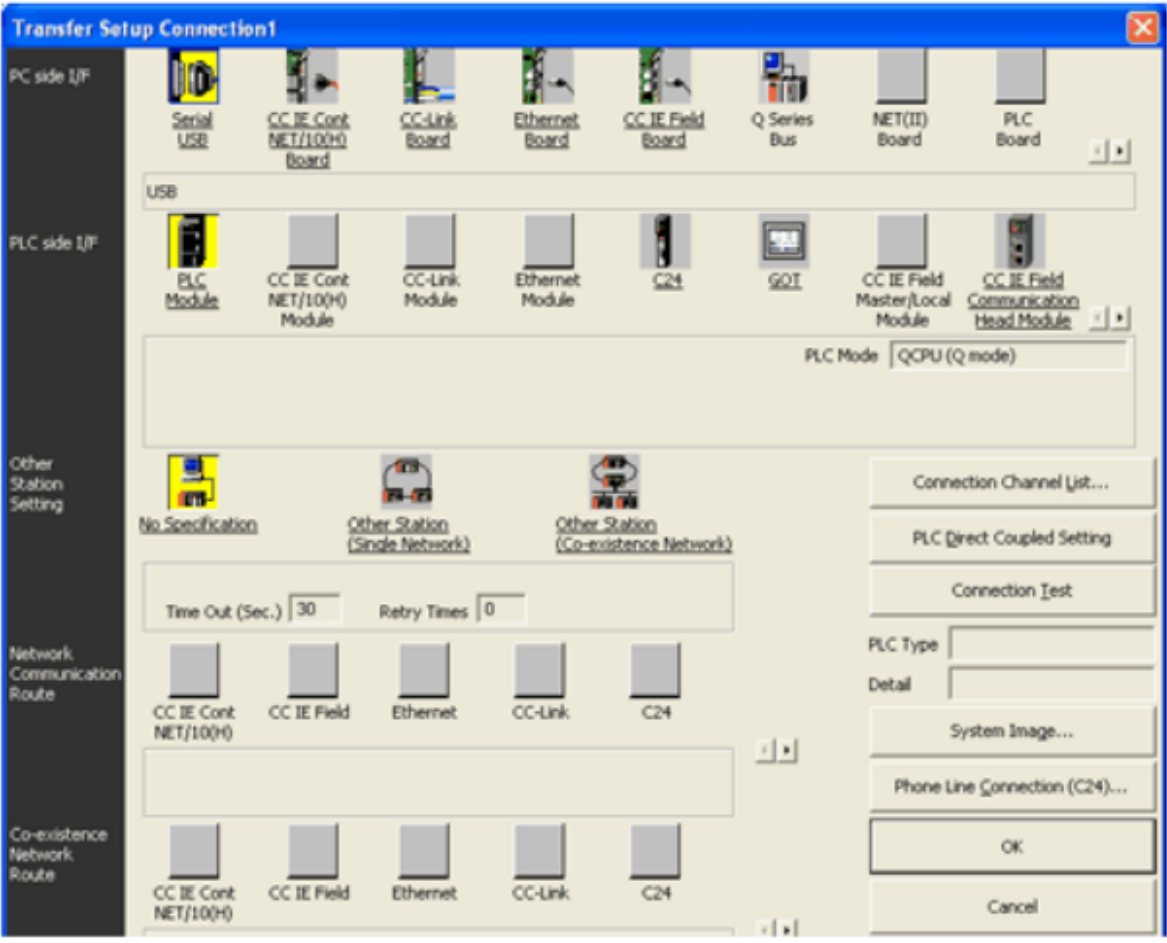 Transfer Setup Connection1
PC side I/F
Serial
USB
CC IE Cont
NET/10(H)
Board
CC-Link
Board
Ethernet
Board
CC IE Field
Board
Q Series
Bus
NET(II)
Board
PLC
Board
USB
PLC side I/F
PLC
Module
CC IE Cont
NET/10(H)
Module
CC-Link
Module
Ethernet
Module
C24
GOT
CC IE Field
Master/Local
Module
CC IE Field
Communication
Head Module
PLC Mode QCPU (Q mode)
Other
Station
Setting
No Specification
Other Station
(Single Network)
Other Station
(Co-existence Network)
Time Out (Sec.) 30 Retry Times 0
Connection Channel List...
PLC Direct Coupled Setting
Connection Test
PLC Type
Detail
System Image...
Phone Line Connection (C24)...
OK
Cancel
Network
Communication
Route
CC IE Cont
NET/10(H)
CC IE Field
Ethernet
CC-Link
C24
Co-existence
Network
Route
CC IE Cont
NET/10(H)
CC IE Field
Ethernet
CC-Link
C24